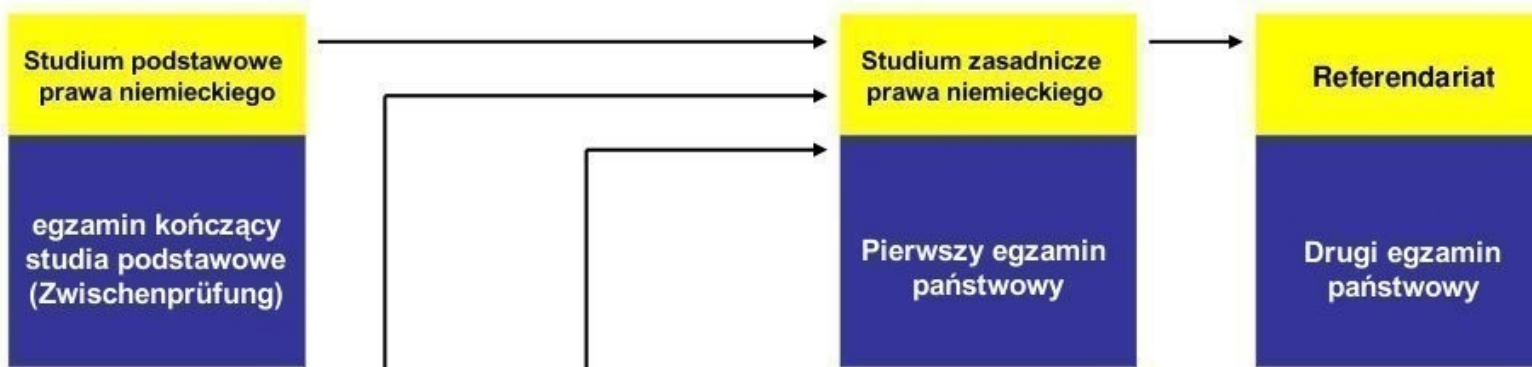 Studium podstawowe
prawa niemieckiego
egzamin kończący
studia podstawowe
(Zwischenprüfung)
Studium zasadnicze
prawa niemieckiego
Pierwszy egzamin
państwowy
Referendariat
Drugi egzamin
państwowy